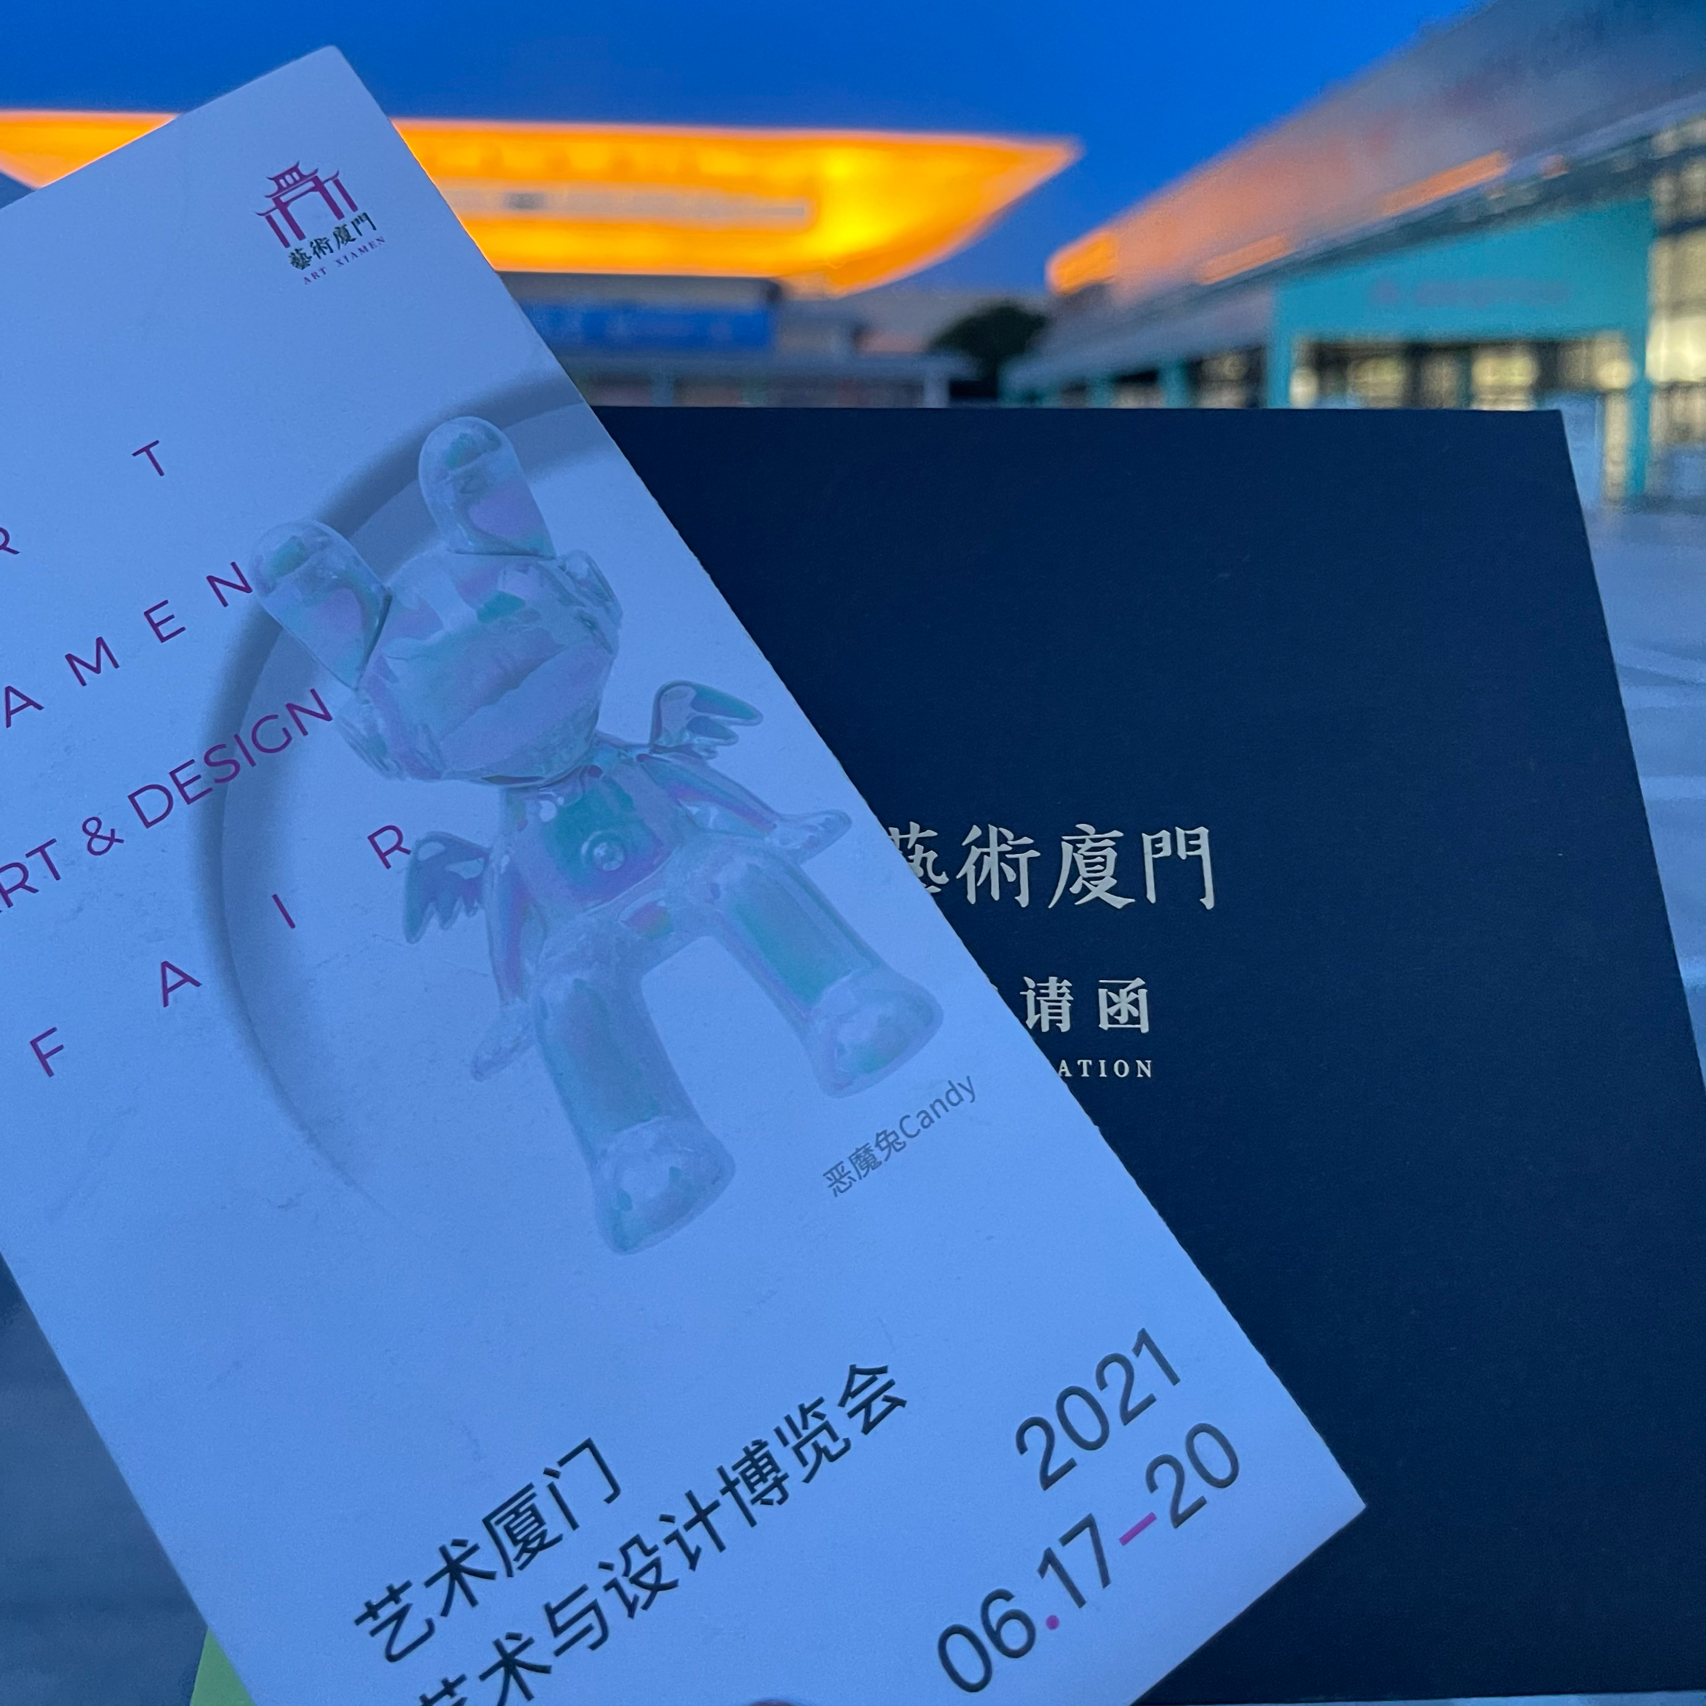 藝術廈門
ART XIAMEN
R T
A M E N
ART & DESIGN
F A I R
恶魔兔Candy
艺术厦门
艺术与设计博览会
2021
06.17–20
藝術廈門
请函
ATION